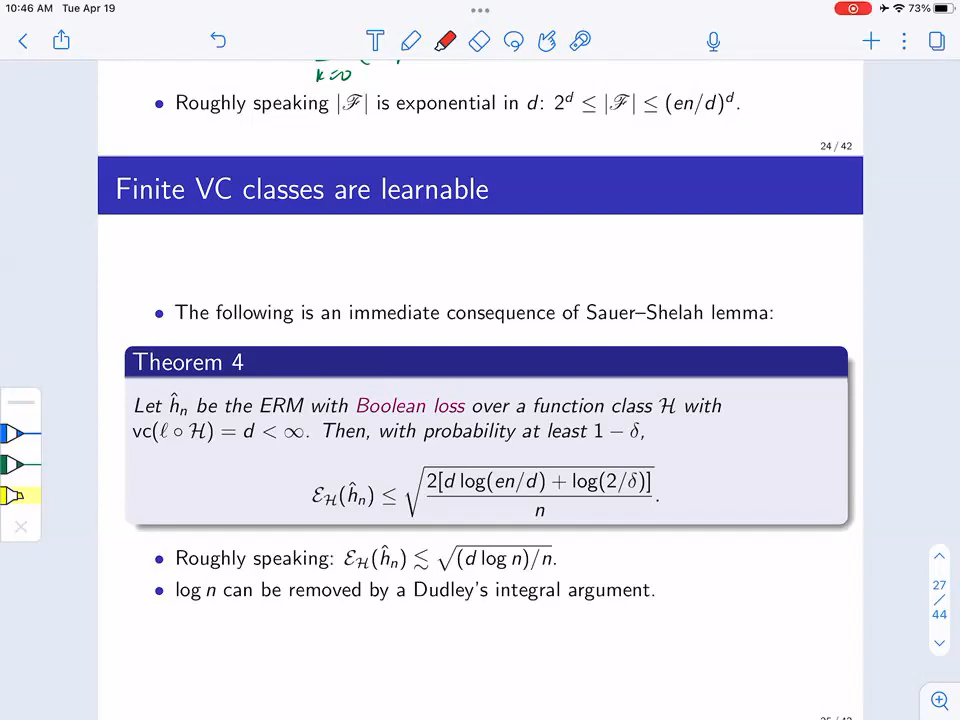 10:46 AM Tue Apr 19
73%
k=0
• Roughly speaking |ℱ| is exponential in d: 2^d ≤ |ℱ| ≤ (en/d)^d.
24 / 42
Finite VC classes are learnable
• The following is an immediate consequence of Sauer–Shelah lemma:
Theorem 4
Let ĥ_n be the ERM with Boolean loss over a function class ℋ with
vc(ℓ ∘ ℋ) = d < ∞. Then, with probability at least 1 − δ,
ℰ_ℋ(ĥ_n) ≤ √(2[d log(en/d) + log(2/δ)] / n).
• Roughly speaking: ℰ_ℋ(ĥ_n) ≲ √(d log n)/n.
• log n can be removed by a Dudley's integral argument.
27
/
44